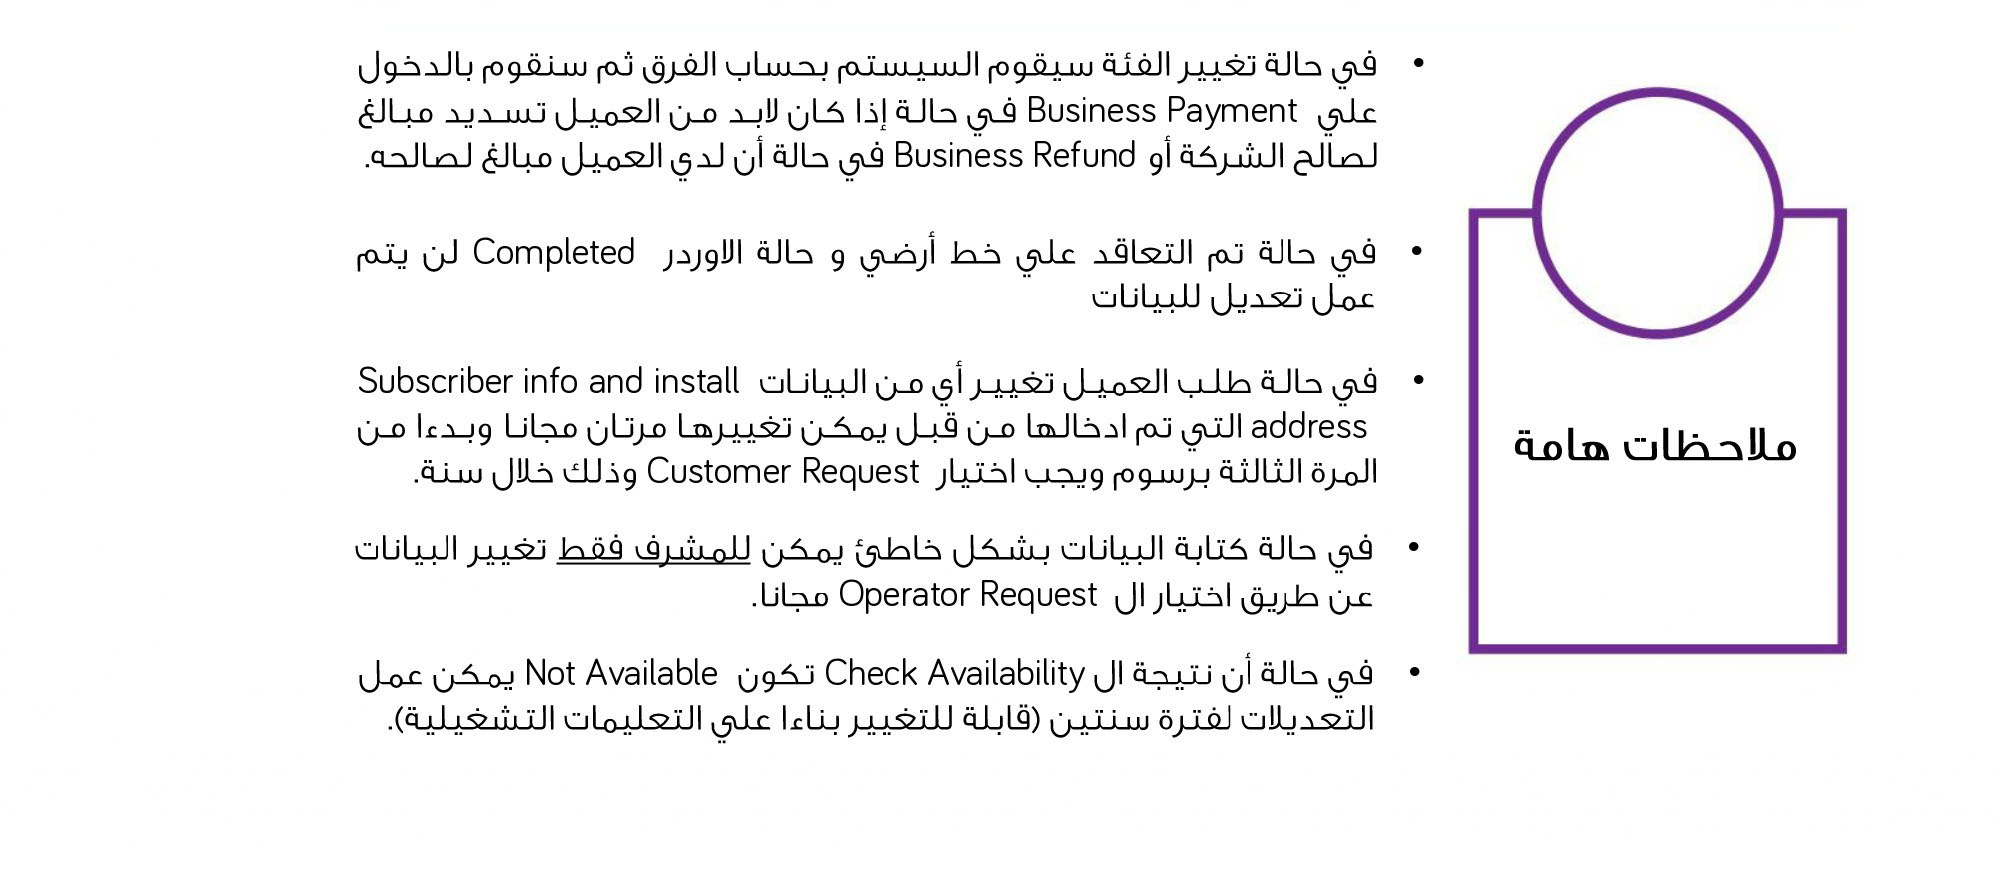 ملاحظات هامة
• في حالة تغيير الفئة سيقوم السيستم بحساب الفرق ثم سنقوم بالدخول
علي Business Payment في حالة إذا كان لابد من العميل تسديد مبالغ
لصالح الشركة أو Business Refund في حالة أن لدي العميل مبالغ لصالحه.
• في حالة تم التعاقد علي خط أرضي و حالة الاوردر Completed لن يتم
عمل تعديل للبيانات
• في حالة طلب العميل تغيير أي من البيانات Subscriber info and install
address التي تم ادخالها من قبل يمكن تغييرها مرتان مجانا وبدءا من
المرة الثالثة برسوم ويجب اختيار Customer Request وذلك خلال سنة.
• في حالة كتابة البيانات بشكل خاطئ يمكن للمشرف فقط تغيير البيانات
عن طريق اختيار ال Operator Request مجانا.
• في حالة أن نتيجة ال Check Availability تكون Not Available يمكن عمل
التعديلات لفترة سنتين (قابلة للتغيير بناءا علي التعليمات التشغيلية).